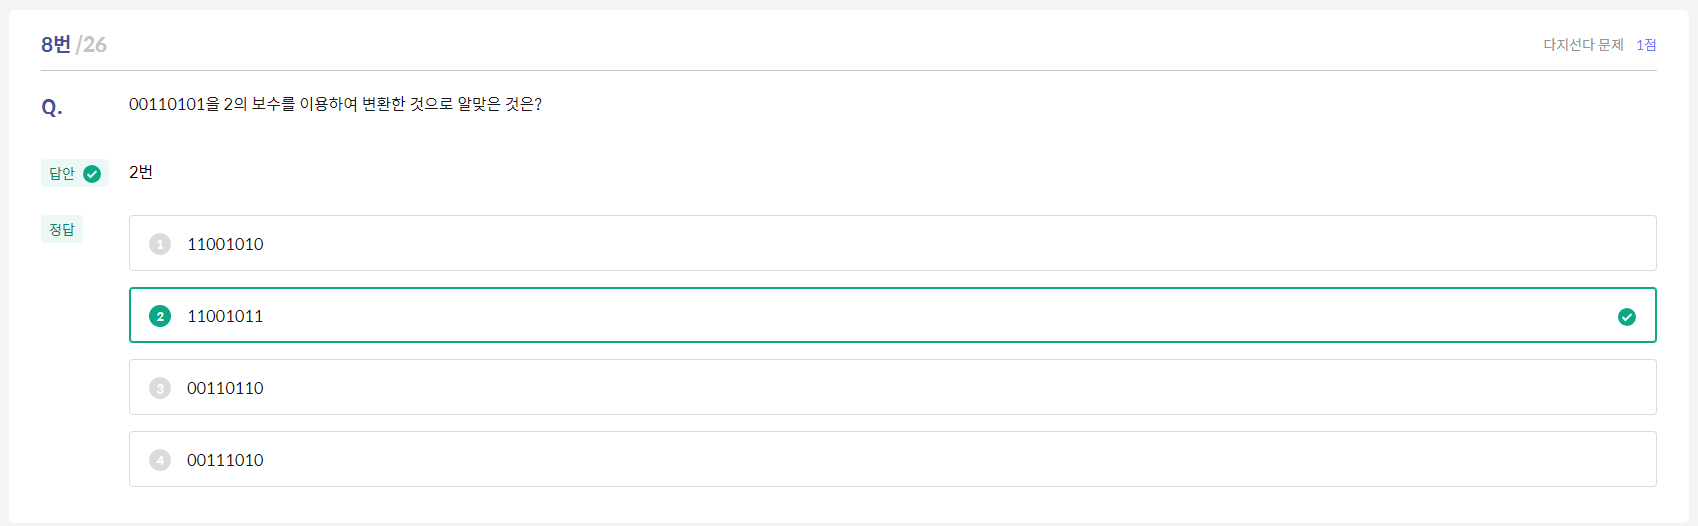 8번 /26
다지선다 문제 1점
Q. 00110101을 2의 보수를 이용하여 변환한 것으로 알맞은 것은?
답안 2번
정답
1 11001010
2 11001011
3 00110110
4 00111010